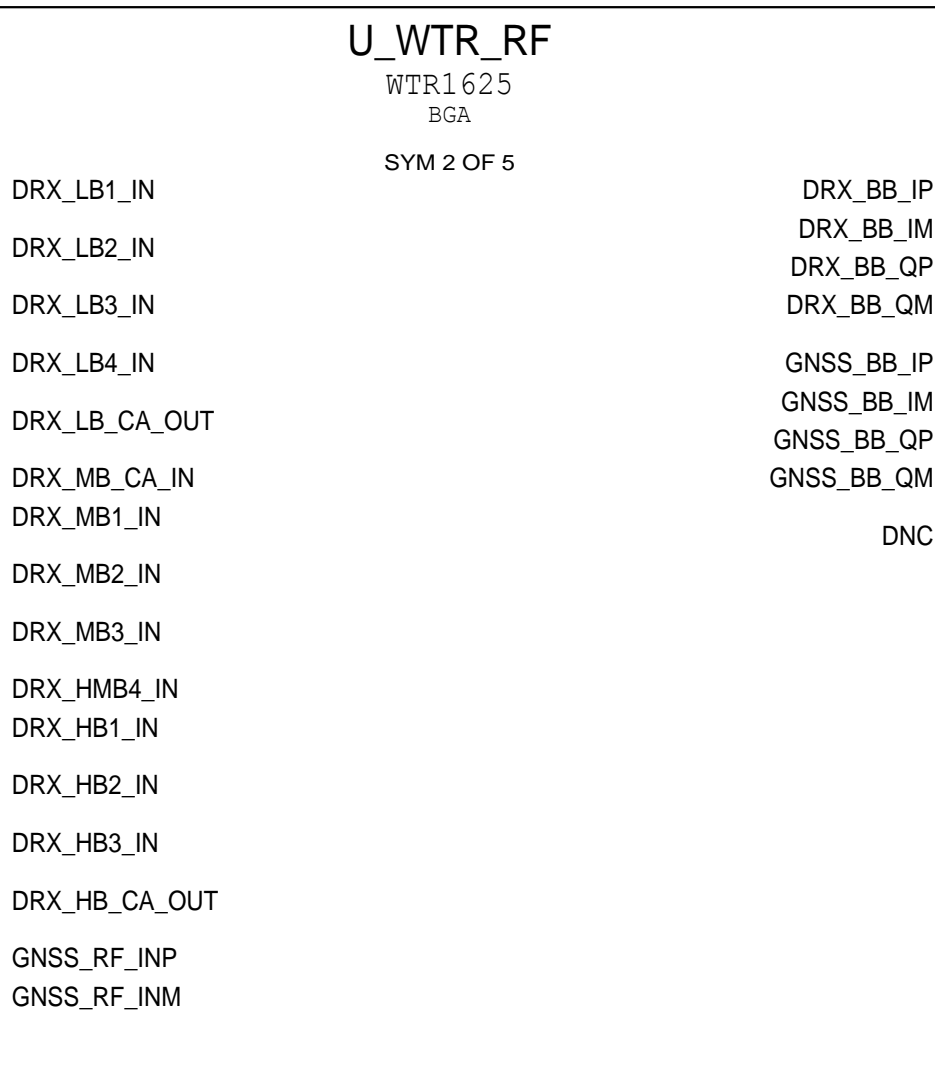 U_WTR_RF
WTR1625
BGA
SYM 2 OF 5
DRX_LB1_IN
DRX_LB2_IN
DRX_LB3_IN
DRX_LB4_IN
DRX_LB_CA_OUT
DRX_MB_CA_IN
DRX_MB1_IN
DRX_MB2_IN
DRX_MB3_IN
DRX_HMB4_IN
DRX_HB1_IN
DRX_HB2_IN
DRX_HB3_IN
DRX_HB_CA_OUT
GNSS_RF_INP
GNSS_RF_INM
DRX_BB_IP
DRX_BB_IM
DRX_BB_QP
DRX_BB_QM
GNSS_BB_IP
GNSS_BB_IM
GNSS_BB_QP
GNSS_BB_QM
DNC